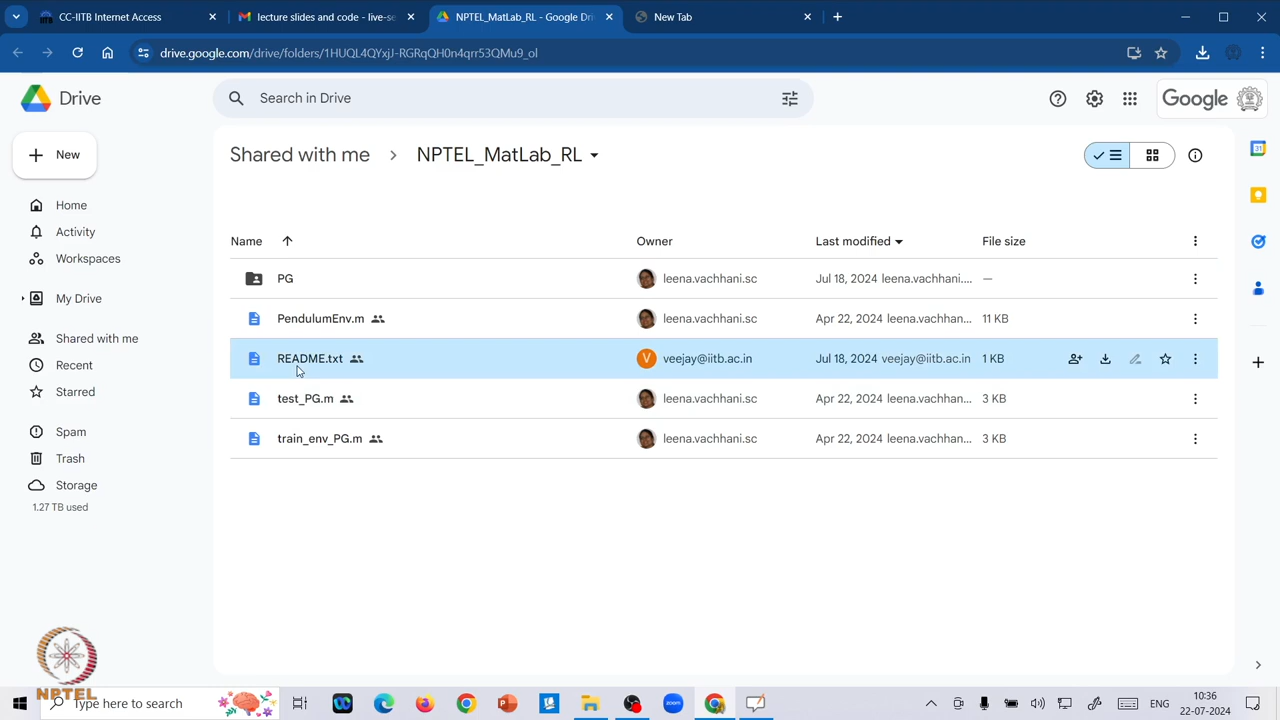 CC-IITB Internet Access
lecture slides and code - live-se
NPTEL_MatLab_RL - Google Dri
New Tab
drive.google.com/drive/folders/1HUQL4QYxjJ-RGRqQH0n4qrr53QMu9_ol
Drive
Search in Drive
Google
New
Shared with me > NPTEL_MatLab_RL
Home
Activity
Workspaces
My Drive
Shared with me
Recent
Starred
Spam
Trash
Storage
1.27 TB used
Name Owner Last modified File size
PG leena.vachhani.sc Jul 18, 2024 leena.vachhani.... —
PendulumEnv.m leena.vachhani.sc Apr 22, 2024 leena.vachhan... 11 KB
README.txt V veejay@iitb.ac.in Jul 18, 2024 veejay@iitb.ac.in 1 KB
test_PG.m leena.vachhani.sc Apr 22, 2024 leena.vachhan... 3 KB
train_env_PG.m leena.vachhani.sc Apr 22, 2024 leena.vachhan... 3 KB
31
NPTEL
Type here to search
zoom
ENG
10:36
22-07-2024